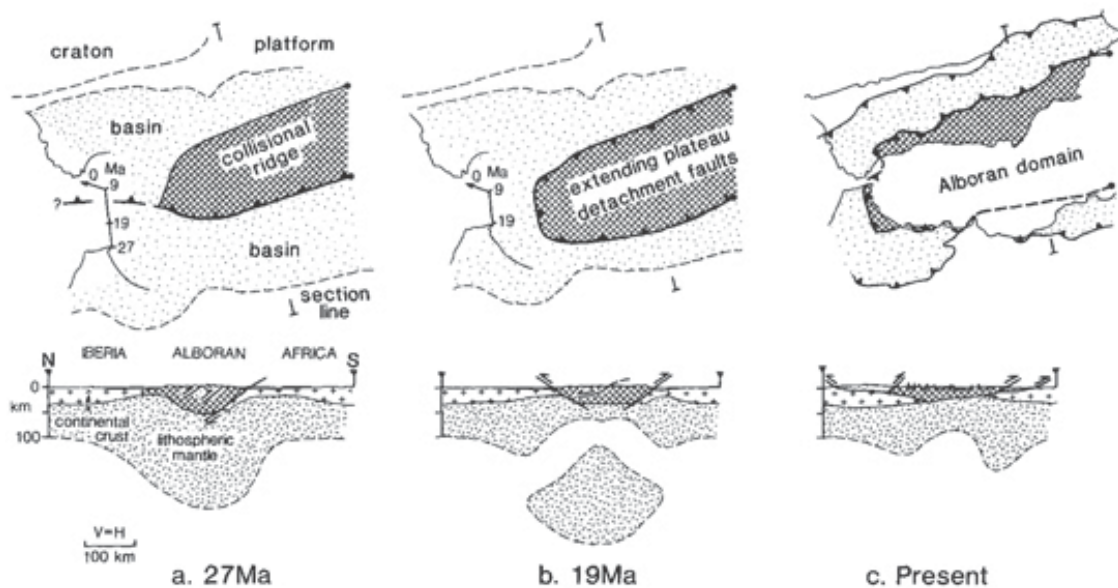 craton
platform
basin
collisional
ridge
0 Ma
9
?
19
27
basin
section
line
0
9
19
extending plateau
detachment faults
Alboran domain
N
IBERIA
ALBORAN
AFRICA
S
0
km
100
continental
crust
lithospheric
mantle
V=H
100 km
a. 27Ma
b. 19Ma
c. Present